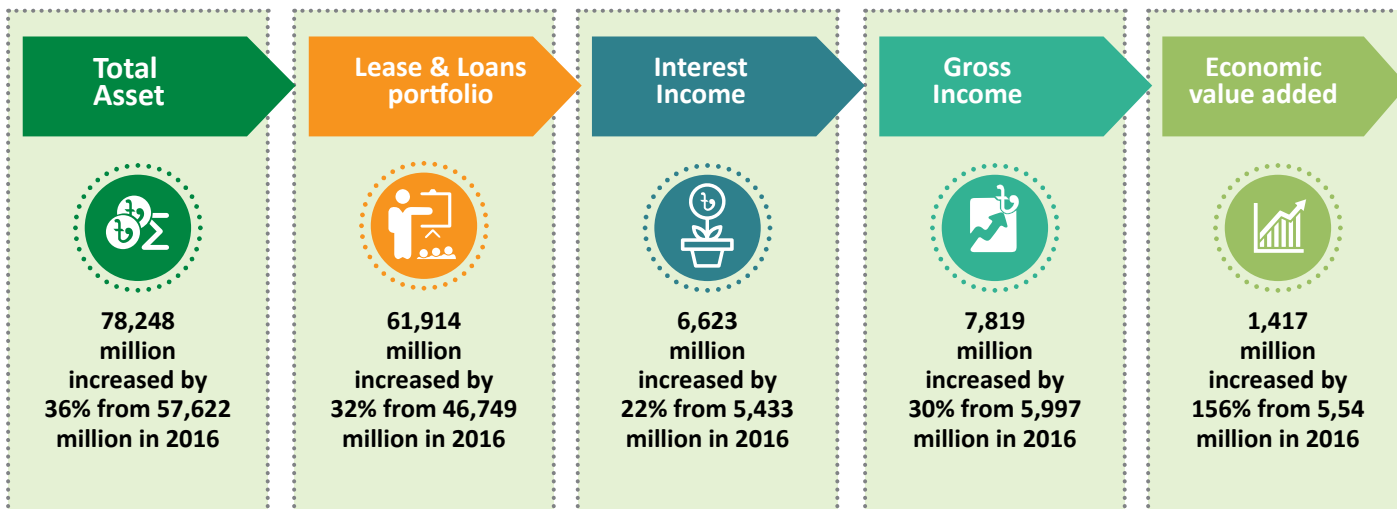 Total
Asset
78,248
million
increased by
36% from 57,622
million in 2016
Lease & Loans
portfolio
61,914
million
increased by
32% from 46,749
million in 2016
Interest
Income
৳
6,623
million
increased by
22% from 5,433
million in 2016
Gross
Income
৳
7,819
million
increased by
30% from 5,997
million in 2016
Economic
value added
1,417
million
increased by
156% from 5,54
million in 2016